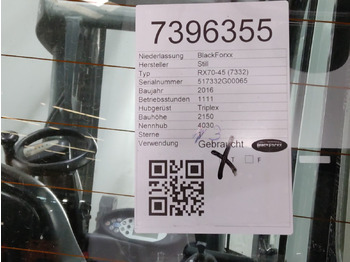 7396355
Niederlassung BlackForxx
Hersteller Still
Typ RX70-45 (7332)
Serialnummer 517332G00065
Baujahr 2016
Betriebsstunden 1111
Hubgerüst Triplex
Bauhöhe 2150
Nennhub 4030
Sterne
Verwendung Gebraucht
T F